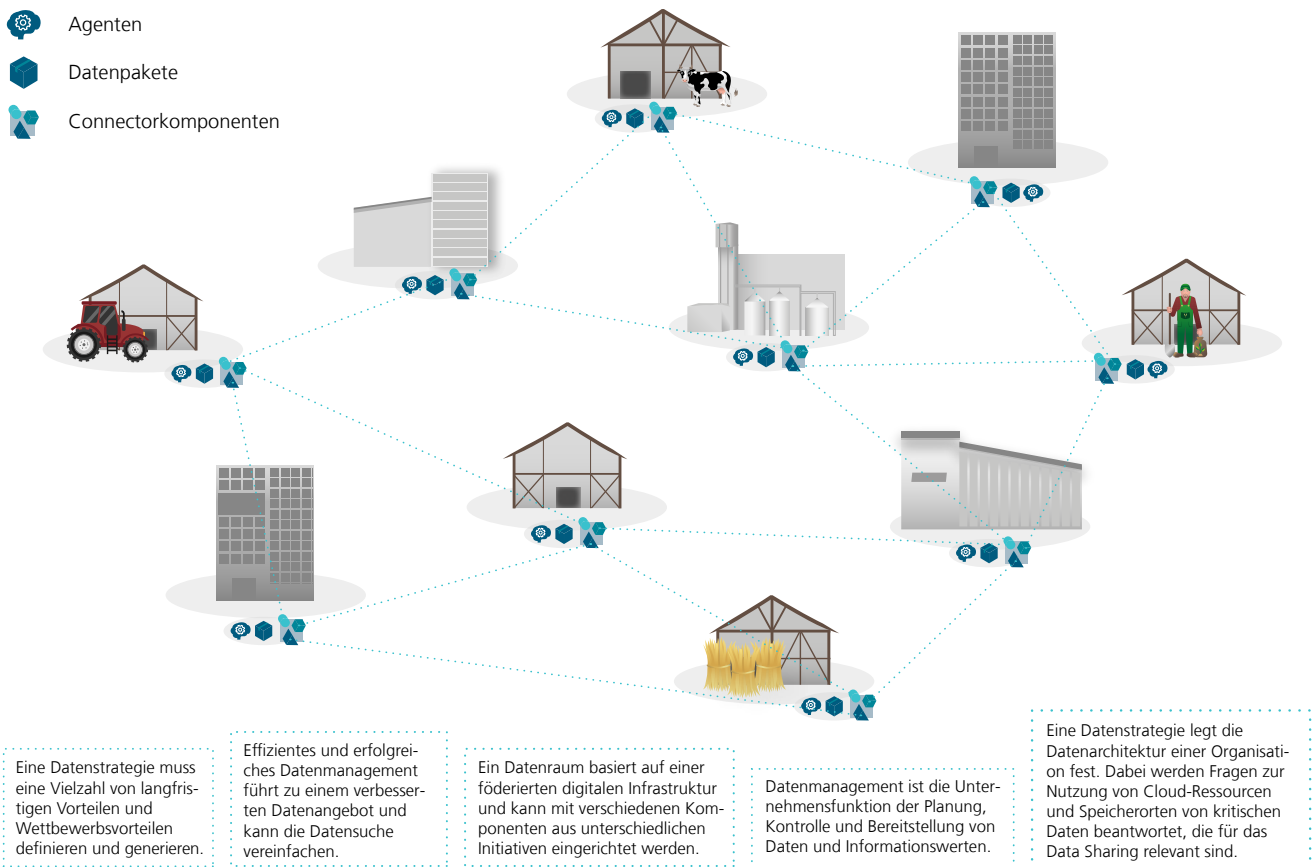 Agenten
Datenpakete
Connectorkomponenten
Eine Datenstrategie muss
eine Vielzahl von langfris-
tigen Vorteilen und
Wettbewerbsvorteilen
definieren und generieren.
Effizientes und erfolgrei-
ches Datenmanagement
führt zu einem verbesser-
ten Datenangebot und
kann die Datensuche
vereinfachen.
Ein Datenraum basiert auf einer
föderierten digitalen Infrastruktur
und kann mit verschiedenen Kom-
ponenten aus unterschiedlichen
Initiativen eingerichtet werden.
Datenmanagement ist die Unter-
nehmensfunktion der Planung,
Kontrolle und Bereitstellung von
Daten und Informationswerten.
Eine Datenstrategie legt die
Datenarchitektur einer Organisati-
on fest. Dabei werden Fragen zur
Nutzung von Cloud-Ressourcen
und Speicherorten von kritischen
Daten beantwortet, die für das
Data Sharing relevant sind.